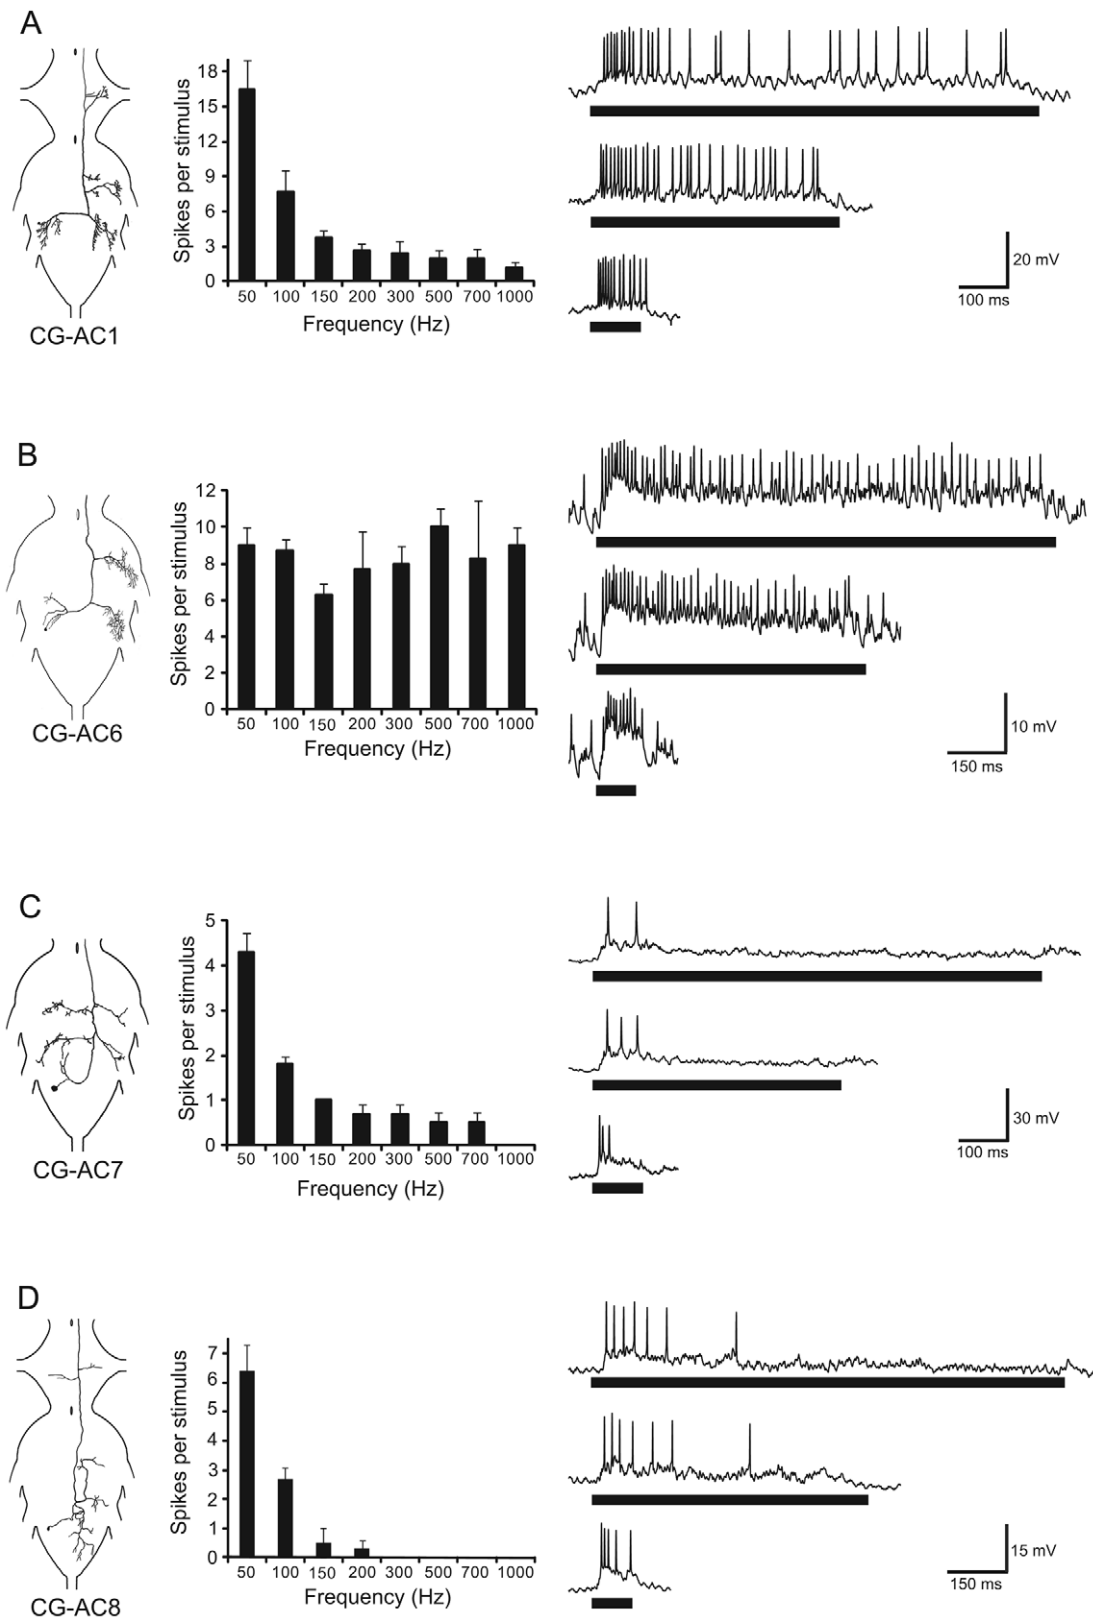 A
CG-AC1
Spikes per stimulus
18
15
12
9
6
3
0
50 100 150 200 300 500 700 1000
Frequency (Hz)
20 mV
100 ms
B
CG-AC6
Spikes per stimulus
12
10
8
6
4
2
0
50 100 150 200 300 500 700 1000
Frequency (Hz)
10 mV
150 ms
C
CG-AC7
Spikes per stimulus
5
4
3
2
1
0
50 100 150 200 300 500 700 1000
Frequency (Hz)
30 mV
100 ms
D
CG-AC8
Spikes per stimulus
7
6
5
4
3
2
1
0
50 100 150 200 300 500 700 1000
Frequency (Hz)
15 mV
150 ms